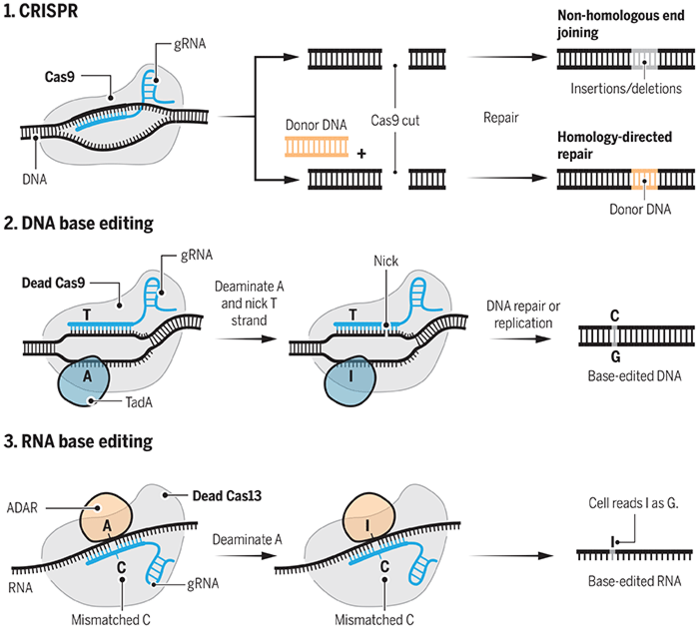 1. CRISPR
gRNA
Cas9
DNA
Donor DNA
+
Cas9 cut
Repair
Non-homologous end
joining
Insertions/deletions
Homology-directed
repair
Donor DNA
2. DNA base editing
gRNA
Dead Cas9
T
A
TadA
Deaminate A
and nick T
strand
Nick
T
I
DNA repair or
replication
C
G
Base-edited DNA
3. RNA base editing
ADAR
A
Dead Cas13
C
RNA
gRNA
Mismatched C
Deaminate A
I
C
Mismatched C
Cell reads I as G.
I
Base-edited RNA